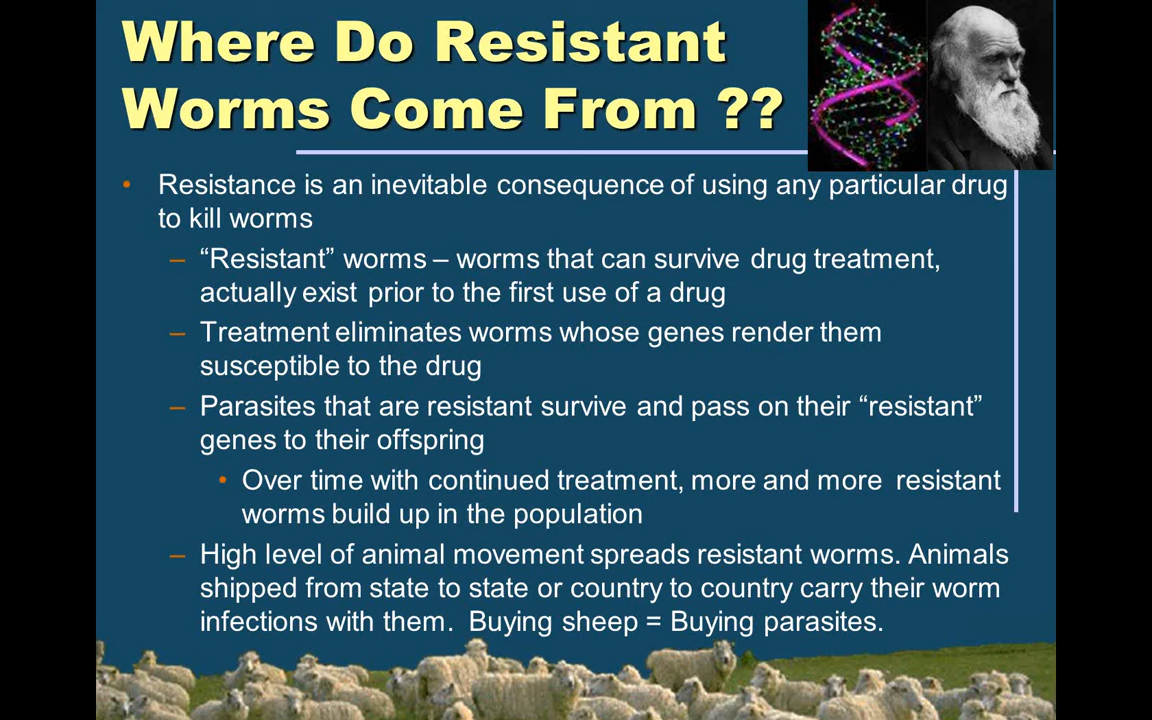 Where Do Resistant
Worms Come From ??
• Resistance is an inevitable consequence of using any particular drug
to kill worms
– “Resistant” worms – worms that can survive drug treatment,
actually exist prior to the first use of a drug
– Treatment eliminates worms whose genes render them
susceptible to the drug
– Parasites that are resistant survive and pass on their “resistant”
genes to their offspring
• Over time with continued treatment, more and more resistant
worms build up in the population
– High level of animal movement spreads resistant worms. Animals
shipped from state to state or country to country carry their worm
infections with them. Buying sheep = Buying parasites.